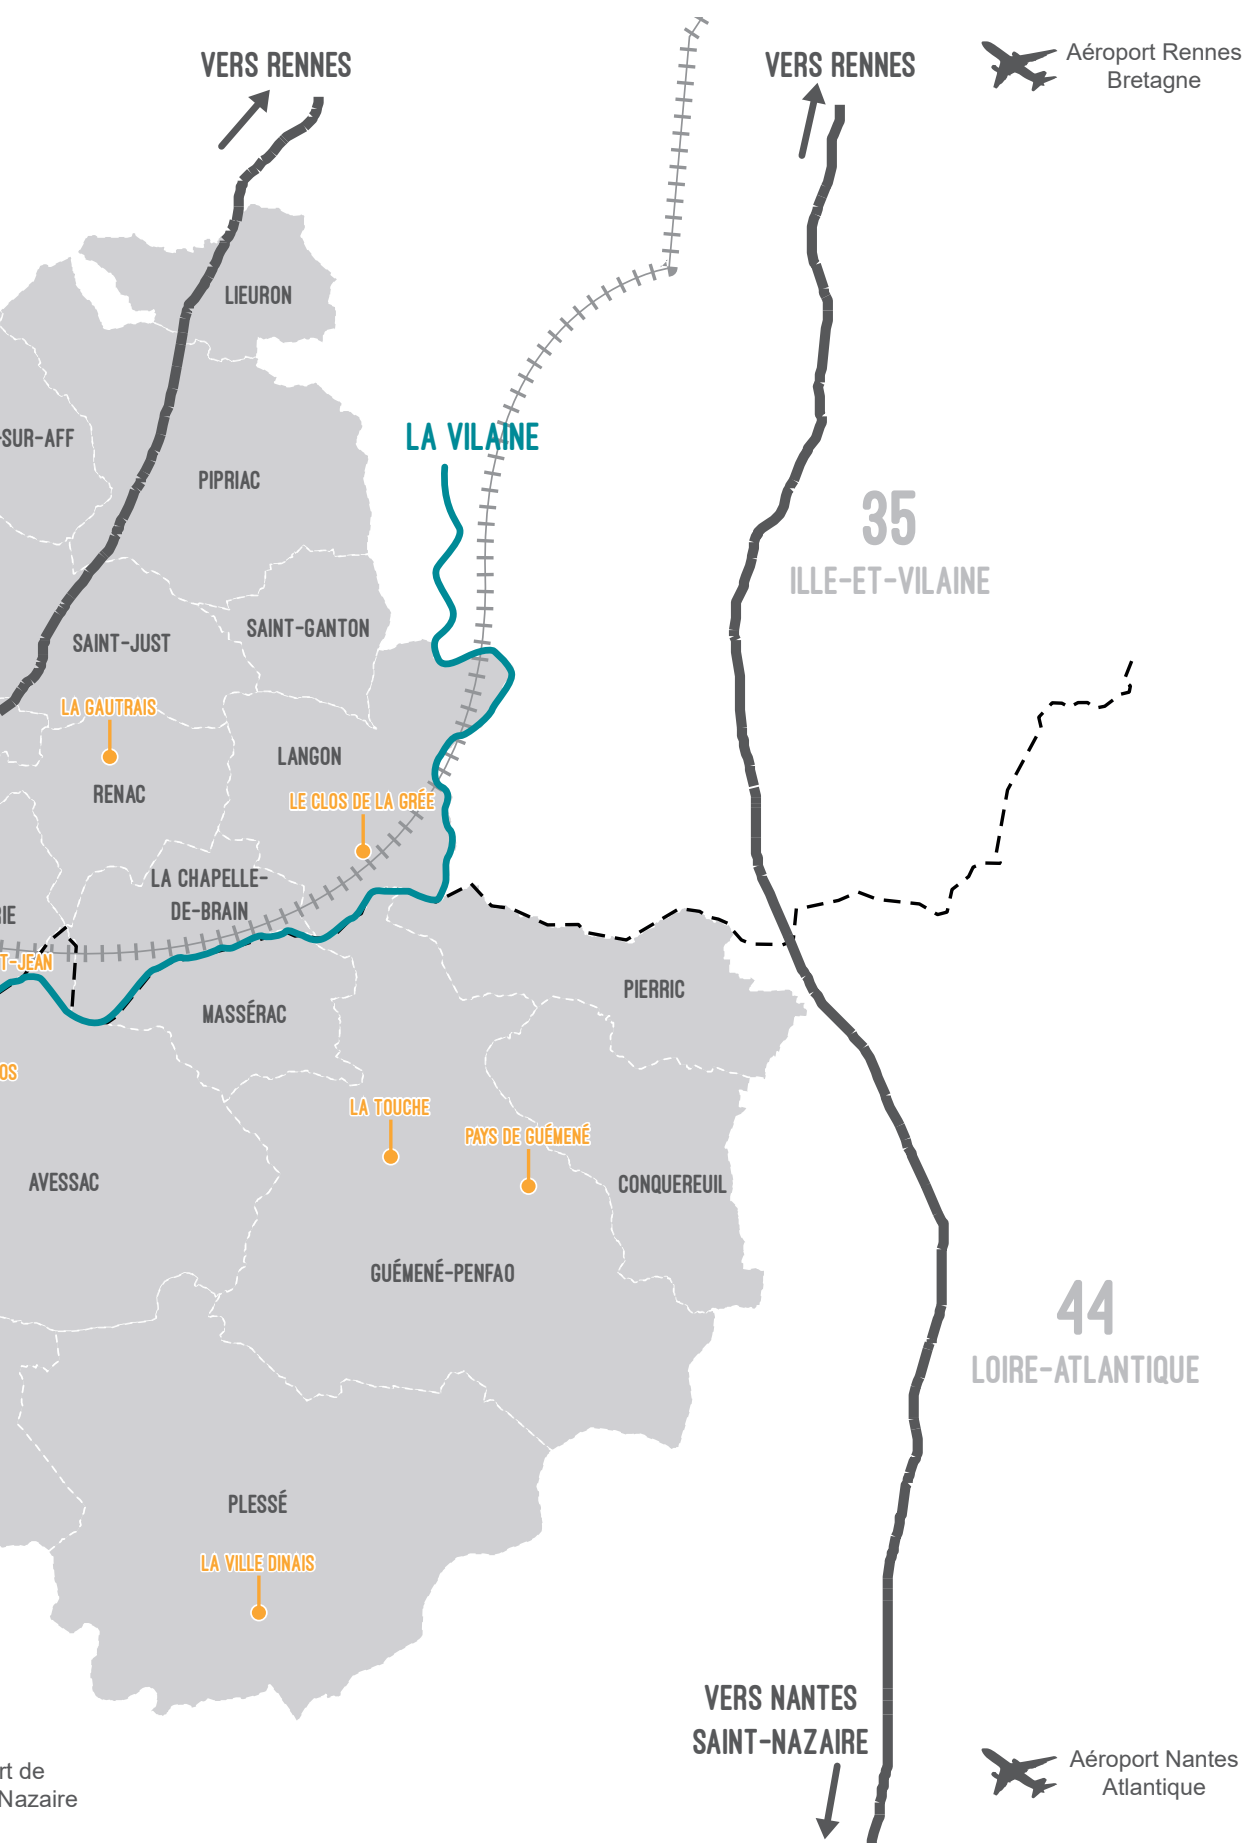 VERS RENNES
VERS RENNES
Aéroport Rennes
Bretagne
LIEURON
-SUR-AFF
LA VILAINE
PIPRIAC
35
ILLE-ET-VILAINE
SAINT-GANTON
SAINT-JUST
LA GAUTRAIS
LANGON
RENAC
LE CLOS DE LA GRÉE
LA CHAPELLE-
DE-BRAIN
RIE
T-JEAN
PIERRIC
MASSÉRAC
OS
LA TOUCHE
PAYS DE GUÉMENÉ
AVESSAC
CONQUEREUIL
GUÉMENÉ-PENFAO
44
LOIRE-ATLANTIQUE
PLESSÉ
LA VILLE DINAIS
VERS NANTES
SAINT-NAZAIRE
rt de
Nazaire
Aéroport Nantes
Atlantique